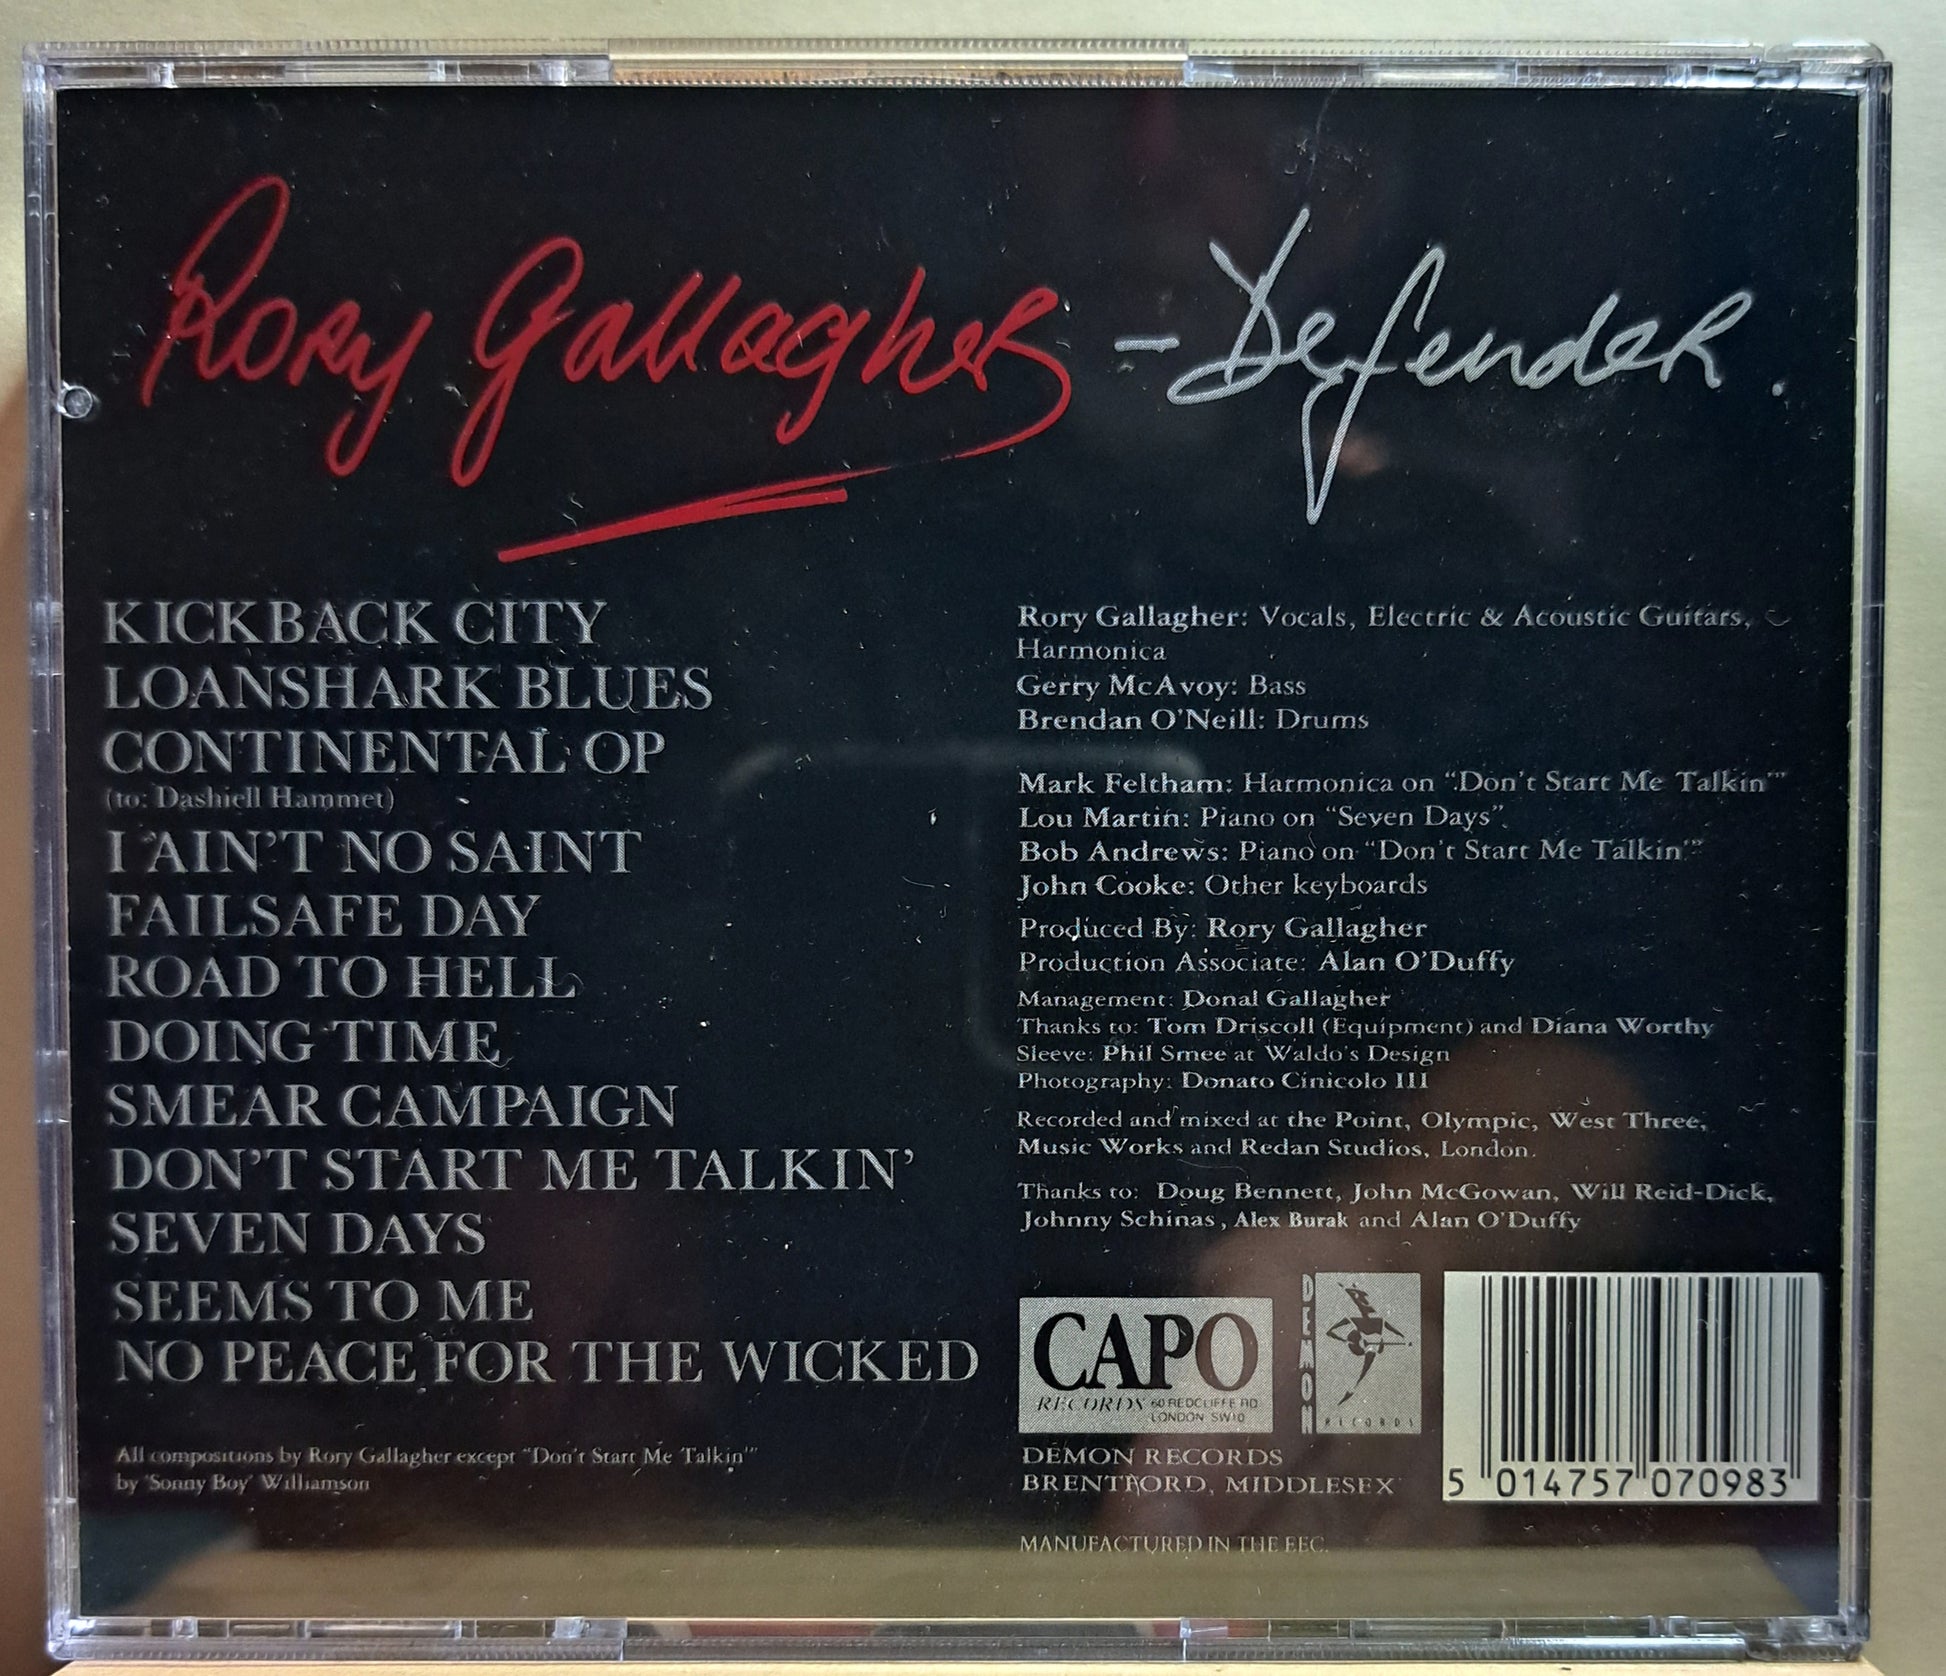 Rory Gallagher – Defender.
KICKBACK CITY
LOANSHARK BLUES
CONTINENTAL OP
(to: Dashiell Hammet)
I AIN'T NO SAINT
FAILSAFE DAY
ROAD TO HELL
DOING TIME
SMEAR CAMPAIGN
DON'T START ME TALKIN'
SEVEN DAYS
SEEMS TO ME
NO PEACE FOR THE WICKED
All compositions by Rory Gallagher except "Don't Start Me Talkin'"
by 'Sonny Boy' Williamson
Rory Gallagher: Vocals, Electric & Acoustic Guitars,
Harmonica
Gerry McAvoy: Bass
Brendan O'Neill: Drums
Mark Feltham: Harmonica on "Don't Start Me Talkin'"
Lou Martin: Piano on "Seven Days".
Bob Andrews: Piano on "Don't Start Me Talkin'"
John Cooke: Other keyboards
Produced By: Rory Gallagher
Production Associate: Alan O'Duffy
Management: Donal Gallagher
Thanks to: Tom Driscoll (Equipment) and Diana Worthy
Sleeve: Phil Smee at Waldo's Design
Photography: Donato Cinicolo III
Recorded and mixed at the Point, Olympic, West Three,
Music Works and Redan Studios, London.
Thanks to: Doug Bennett, John McGowan, Will Reid-Dick,
Johnny Schinas, Alex Burak and Alan O'Duffy
CAPO
RECORDS 60 REDCLIFFE RD
LONDON SW10
DEMON
RECORDS
DEMON RECORDS
BRENTFORD, MIDDLESEX
5 014757 070983
MANUFACTURED IN THE EEC.